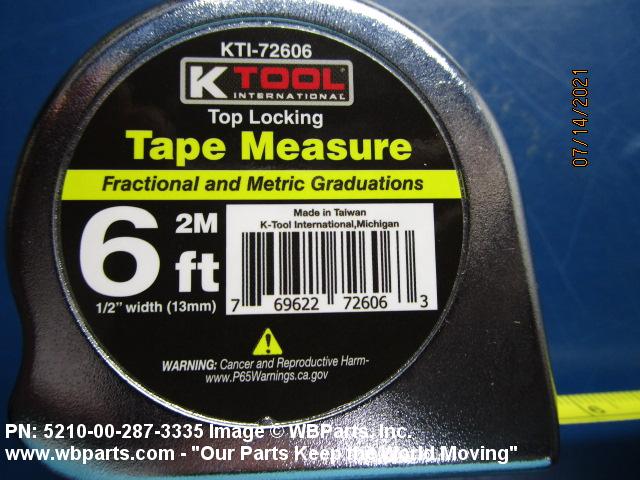 KTI-72606
K TOOL
INTERNATIONAL
Top Locking
Tape Measure
Fractional and Metric Graduations
6 ft
2M
1/2" width (13mm)
Made in Taiwan
K-Tool International,Michigan
7 69622 72606 3
WARNING: Cancer and Reproductive Harm-
www.P65Warnings.ca.gov
07/14/2021
PN: 5210-00-287-3335 Image © WBParts, Inc.
www.wbparts.com - "Our Parts Keep the World Moving"